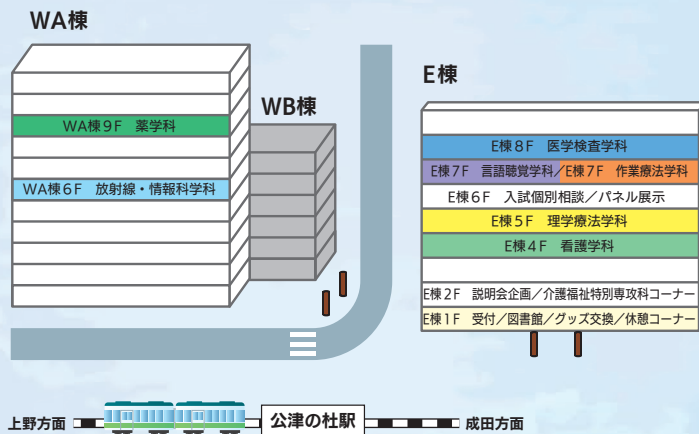 WA棟
WA棟9F 薬学科
WA棟6F 放射線・情報科学科
WB棟
E棟
E棟8F 医学検査学科
E棟7F 言語聴覚学科／E棟7F 作業療法学科
E棟6F 入試個別相談／パネル展示
E棟5F 理学療法学科
E棟4F 看護学科
E棟2F 説明会企画／介護福祉特別専攻科コーナー
E棟1F 受付／図書館／グッズ交換／休憩コーナー
上野方面
公津の杜駅
成田方面